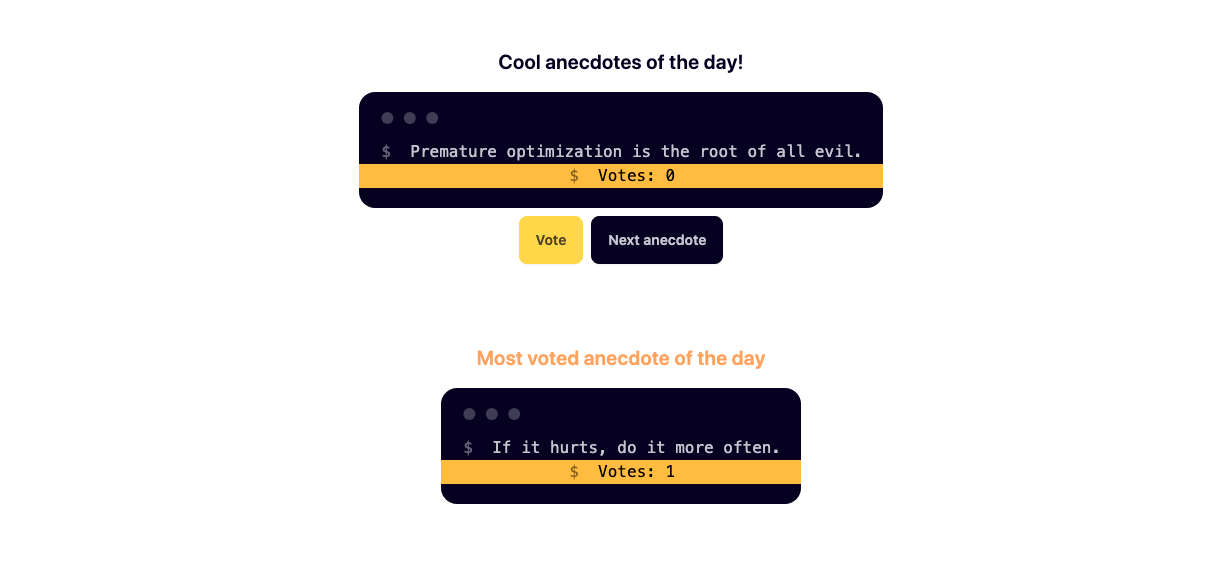 Cool anecdotes of the day!
$ Premature optimization is the root of all evil.
$ Votes: 0
Vote Next anecdote
Most voted anecdote of the day
$ If it hurts, do it more often.
$ Votes: 1